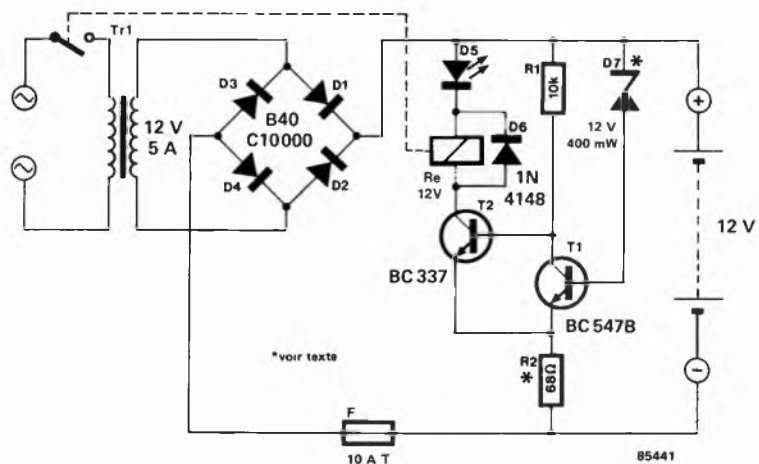 Tr1
12 V
5 A
D3
D1
B40
C10000
D4
D2
D5
D6
1N
4148
Re
12V
T2
BC 337
R1
10k
D7
*
12 V
400 mW
T1
BC 547B
R2
*
68Ω
+
12 V
−
*voir texte
F
10 A T
85441